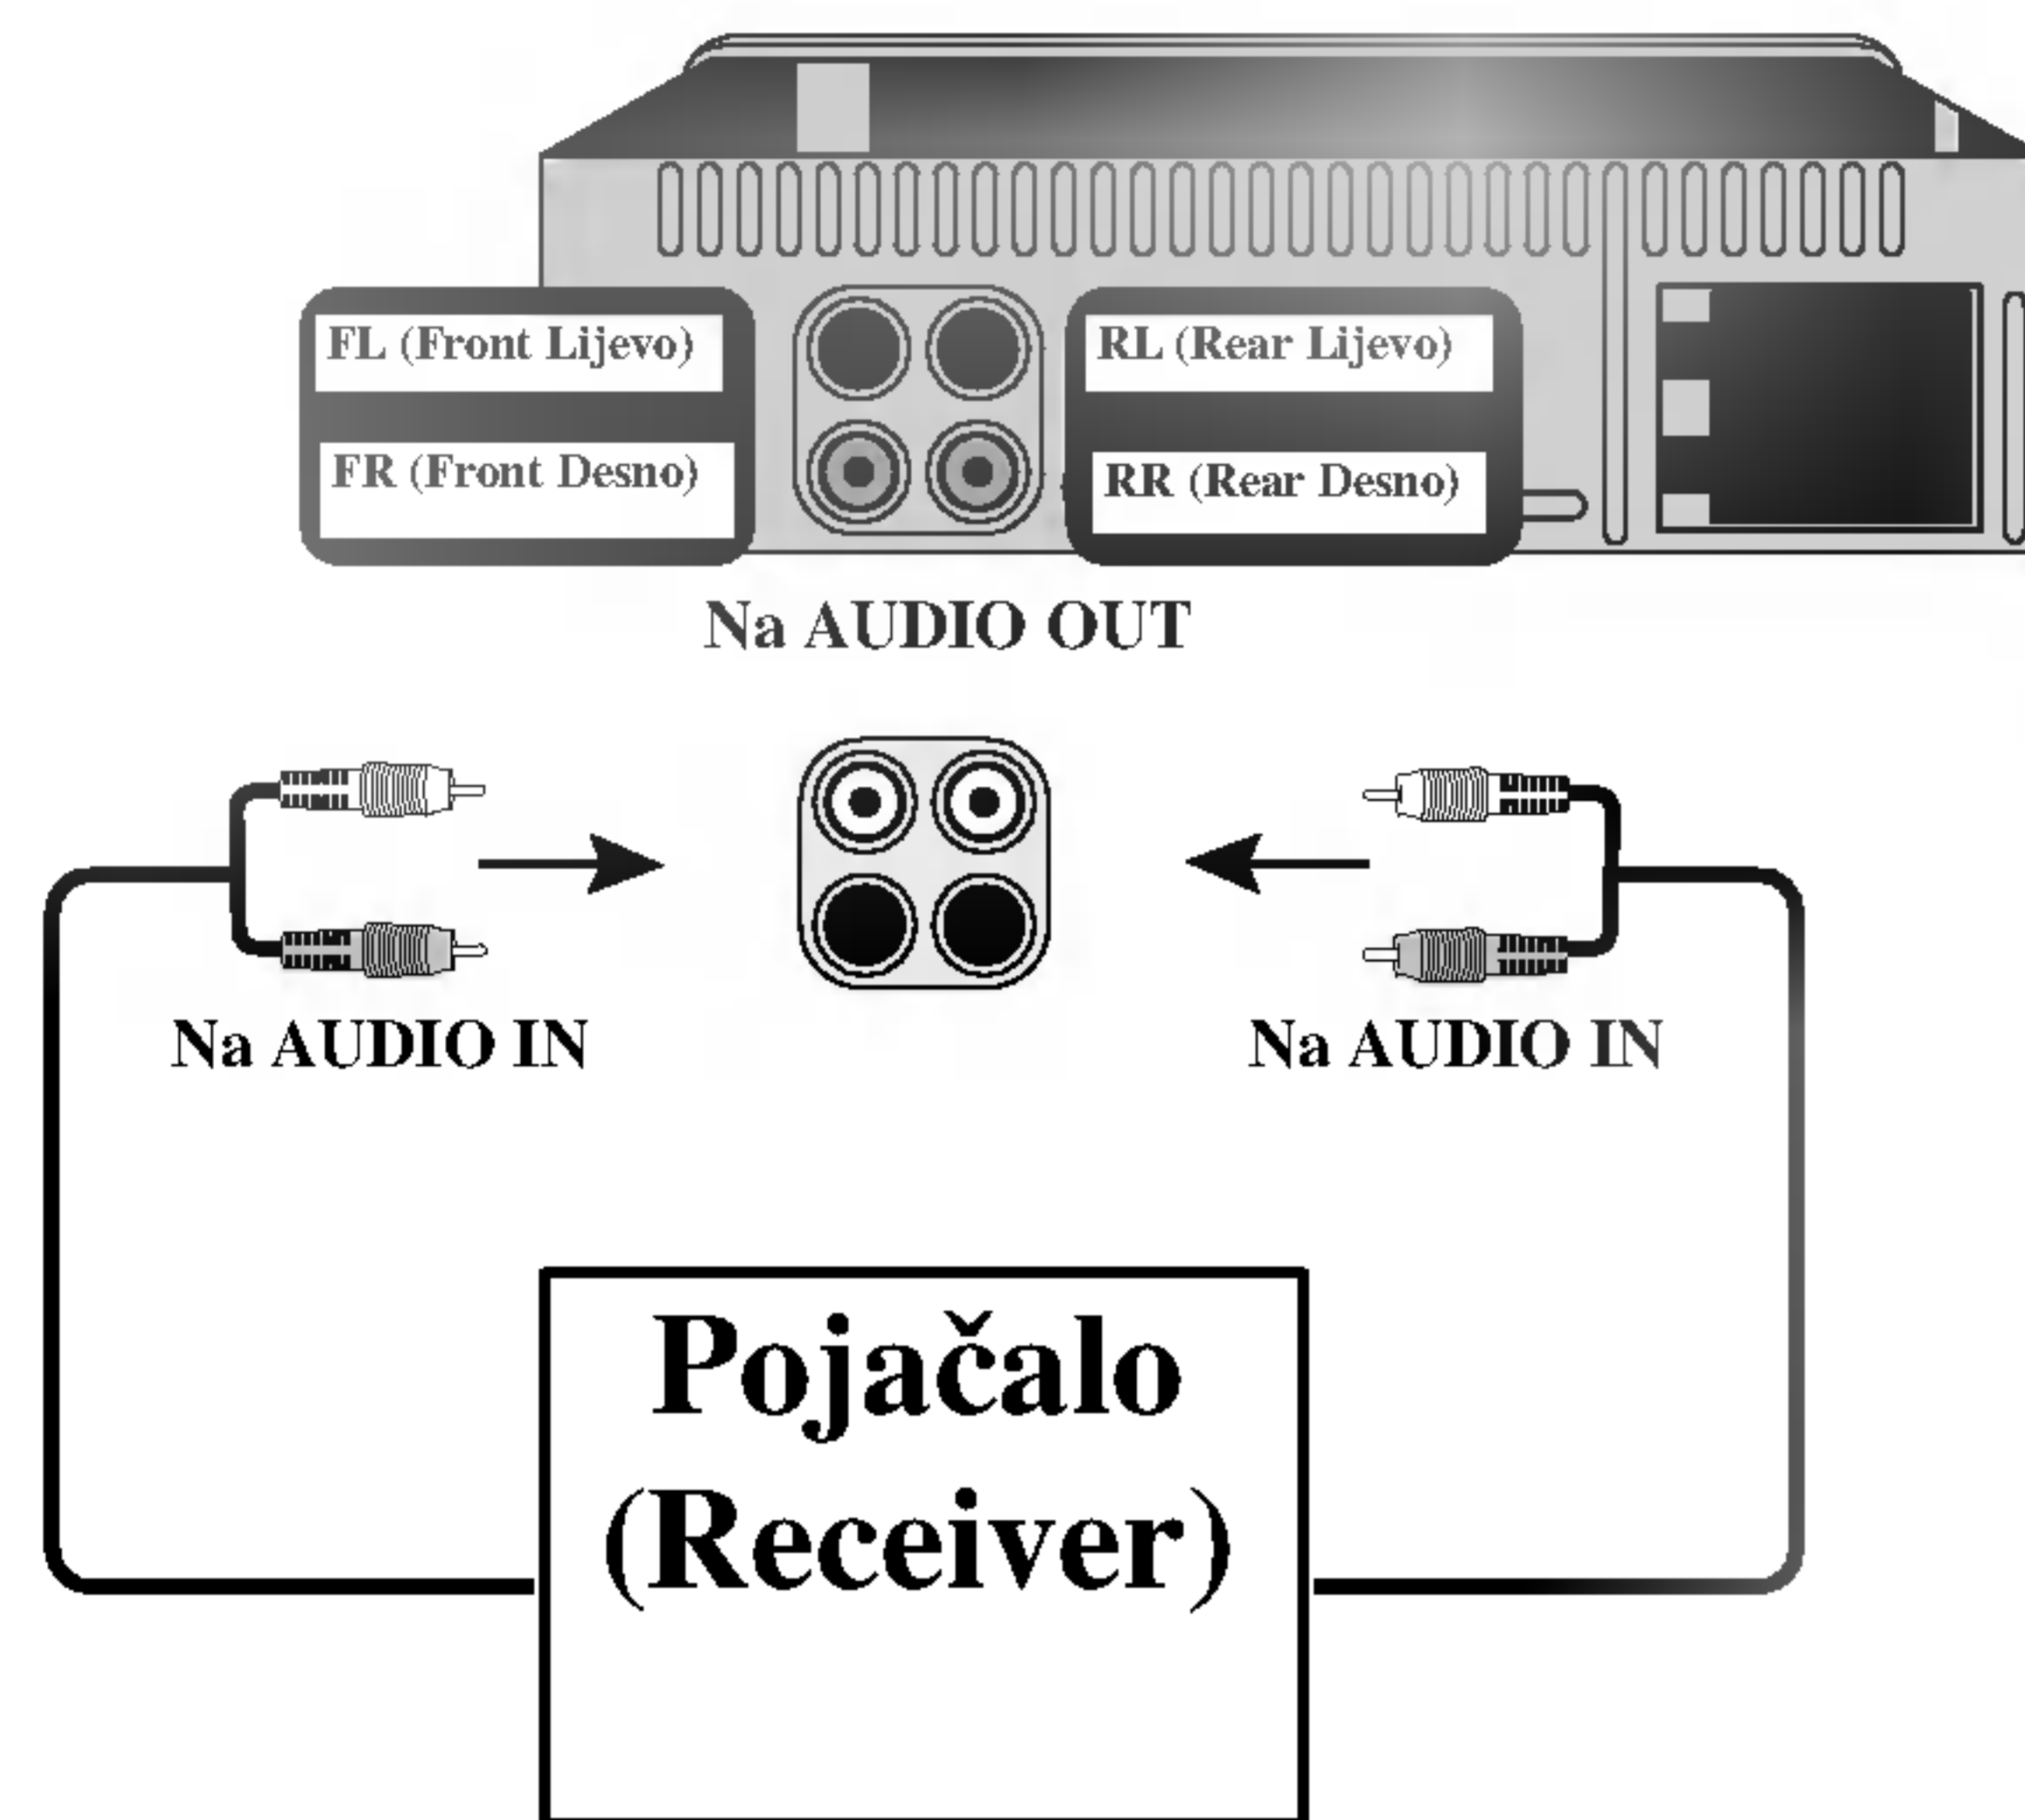 FL (Front Lijevo)
RL (Rear Lijevo)
FR (Front Desno)
RR (Rear Desno)
Na AUDIO OUT
Na AUDIO IN
Na AUDIO IN
Pojačalo
(Receiver)